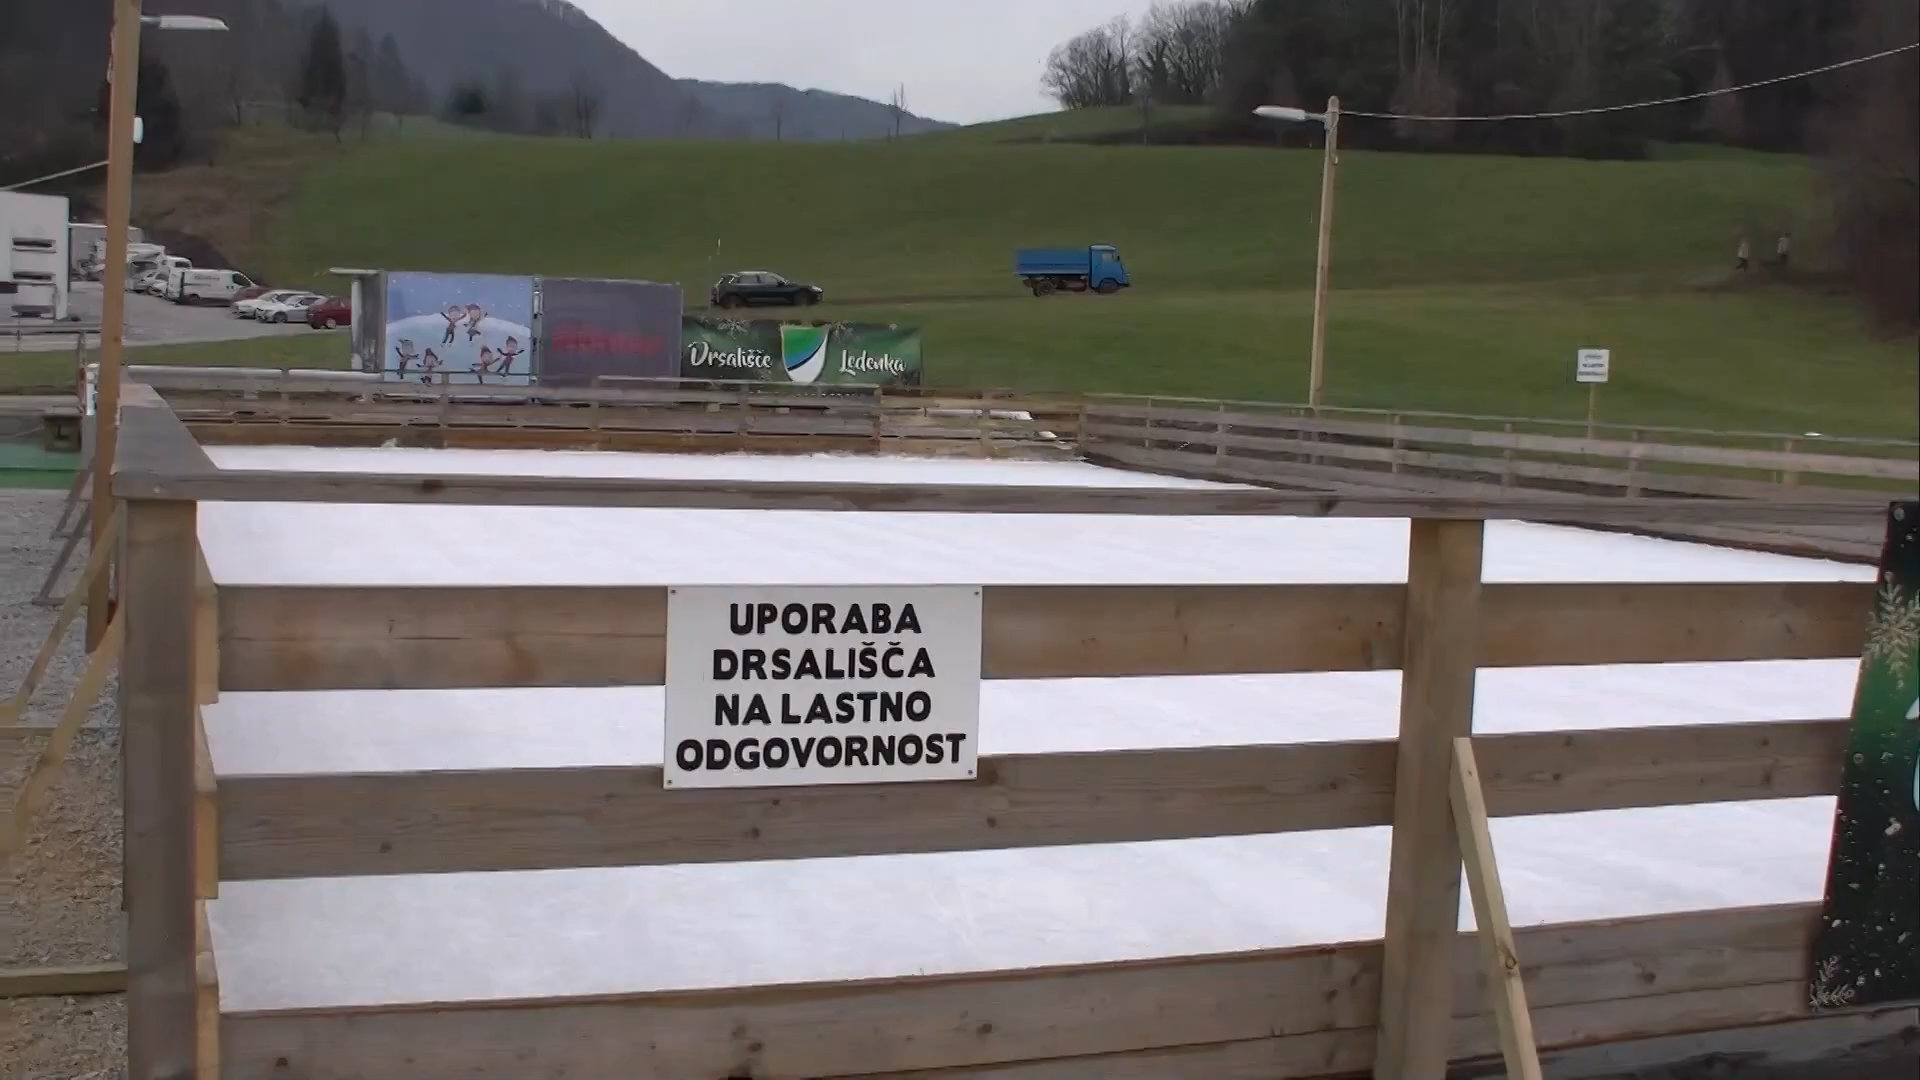 Drsališče Ledenka
UPORABA
DRSALIŠČA
NA LASTNO
ODGOVORNOST